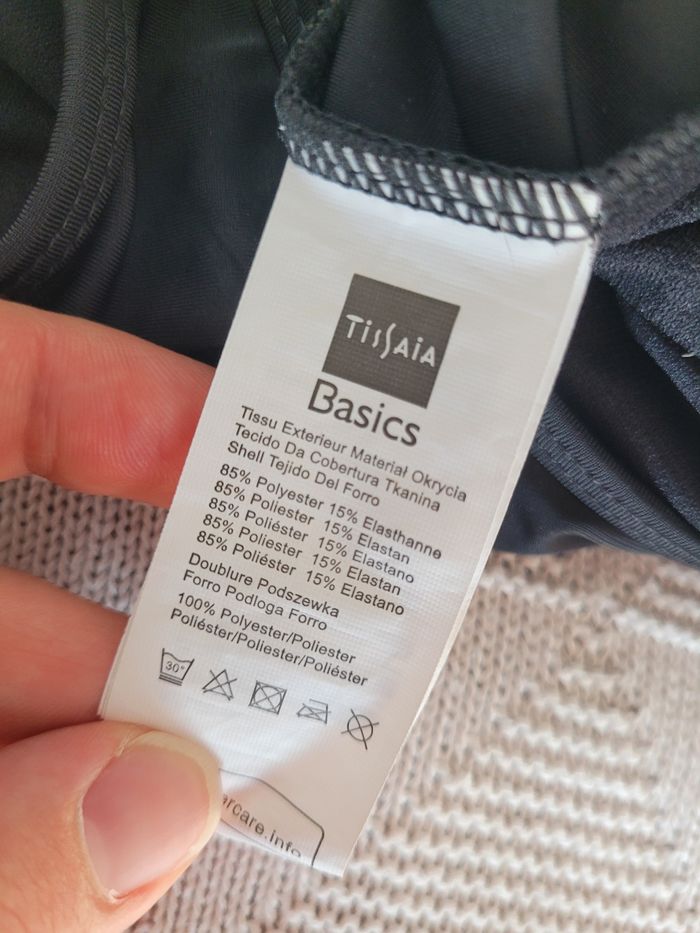 TissAiA
Basics
Tissu Exterieur Materiał Okrycia
Tecido Da Cobertura Tkanina
Shell Tejido Del Forro
85% Polyester 15% Elasthanne
85% Polyester 15% Elastan
85% Poliéster 15% Elastano
85% Poliester 15% Elastan
85% Poliéster 15% Elastano
Doublure Podszewka
Forro Podloga Forro
100% Polyester/Poliester
Poliéster/Poliester/Poliéster
30°
rcare.info